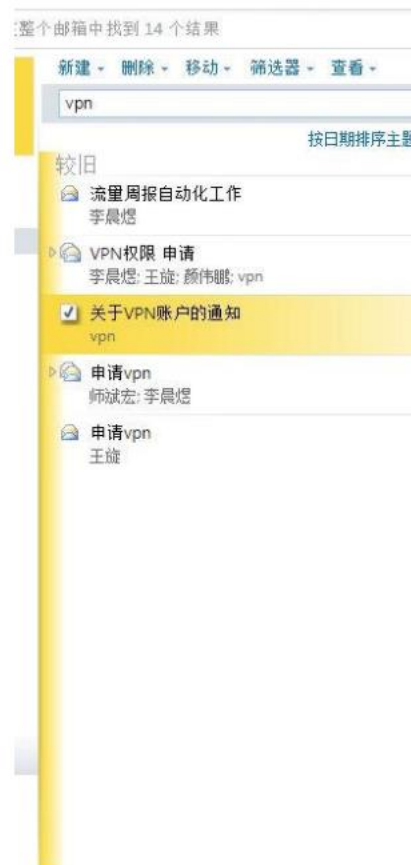 整个邮箱中找到 14 个结果
新建 删除 移动 筛选器 查看
vpn
按日期排序主题
较旧
流量周报自动化工作
李晨煜
VPN权限 申请
李晨煜; 王旋; 颜伟鹏; vpn
关于VPN账户的通知
vpn
申请vpn
师斌宏; 李晨煜
申请vpn
王旋